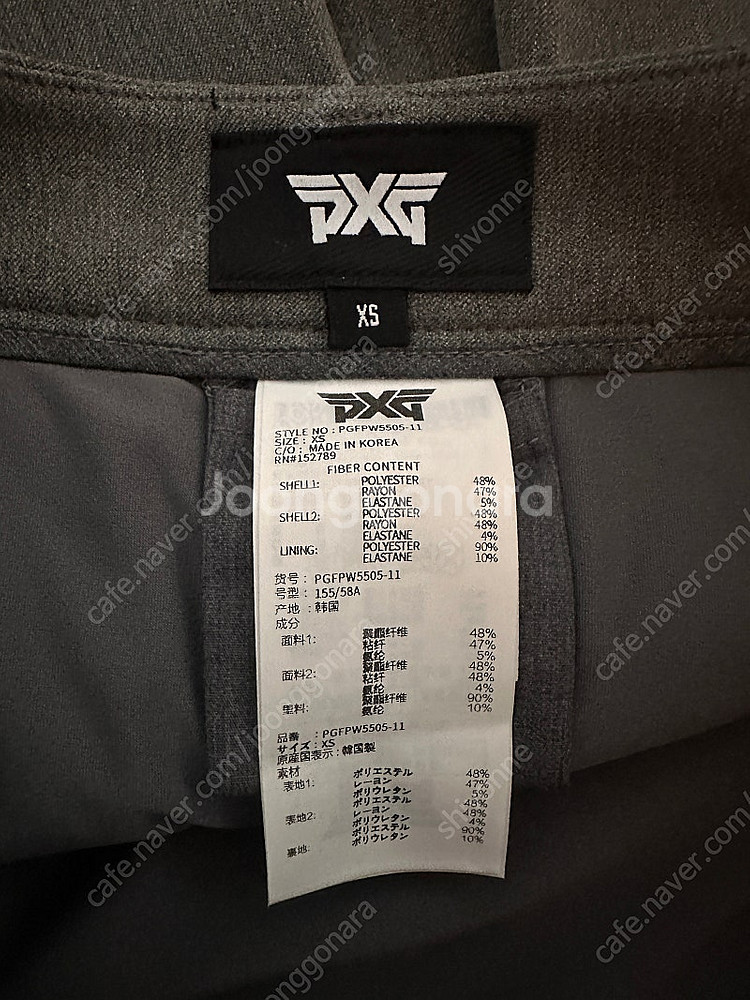 PXG
XS
PXG
STYLE NO : PGFPW5505-11
SIZE : XS
C/O : MADE IN KOREA
RN#152789
FIBER CONTENT
SHELL1: POLYESTER 48%
RAYON 47%
ELASTANE 5%
SHELL2: POLYESTER 48%
RAYON 48%
ELASTANE 4%
LINING: POLYESTER 90%
ELASTANE 10%
货号 : PGFPW5505-11
号型 : 155/58A
产地 : 韩国
成分
面料1: 聚酯纤维 48%
粘纤 47%
氨纶 5%
面料2: 聚酯纤维 48%
粘纤 48%
氨纶 4%
里料: 聚酯纤维 90%
氨纶 10%
品番 : PGFPW5505-11
サイズ : XS
原産国表示 : 韓国製
素材
表地1: ポリエステル 48%
レーヨン 47%
ポリウレタン 5%
表地2: ポリエステル 48%
レーヨン 48%
ポリウレタン 4%
裏地: ポリエステル 90%
ポリウレタン 10%
Joonggonara
cafe.naver.com/joonggonara
shivonne